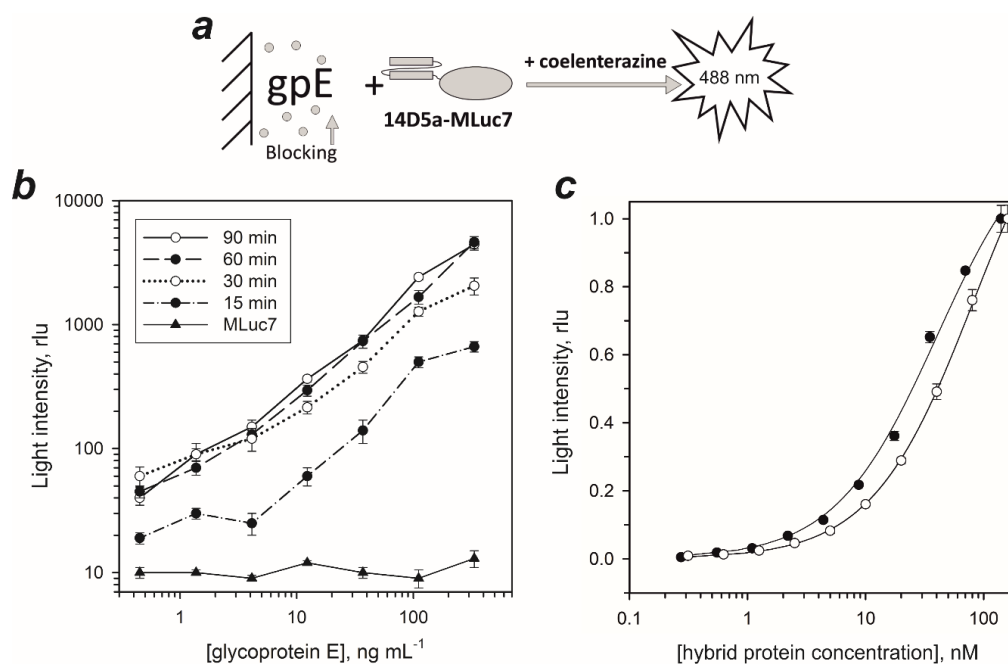 a
gpE
+
+ coelenterazine
488 nm
14D5a-MLuc7
Blocking
b
Light intensity, rlu
10000
1000
100
10
90 min
60 min
30 min
15 min
MLuc7
1
10
100
[glycoprotein E], ng mL-1
c
Light intensity, rlu
1.0
0.8
0.6
0.4
0.2
0.0
0.1
1
10
100
[hybrid protein concentration], nM